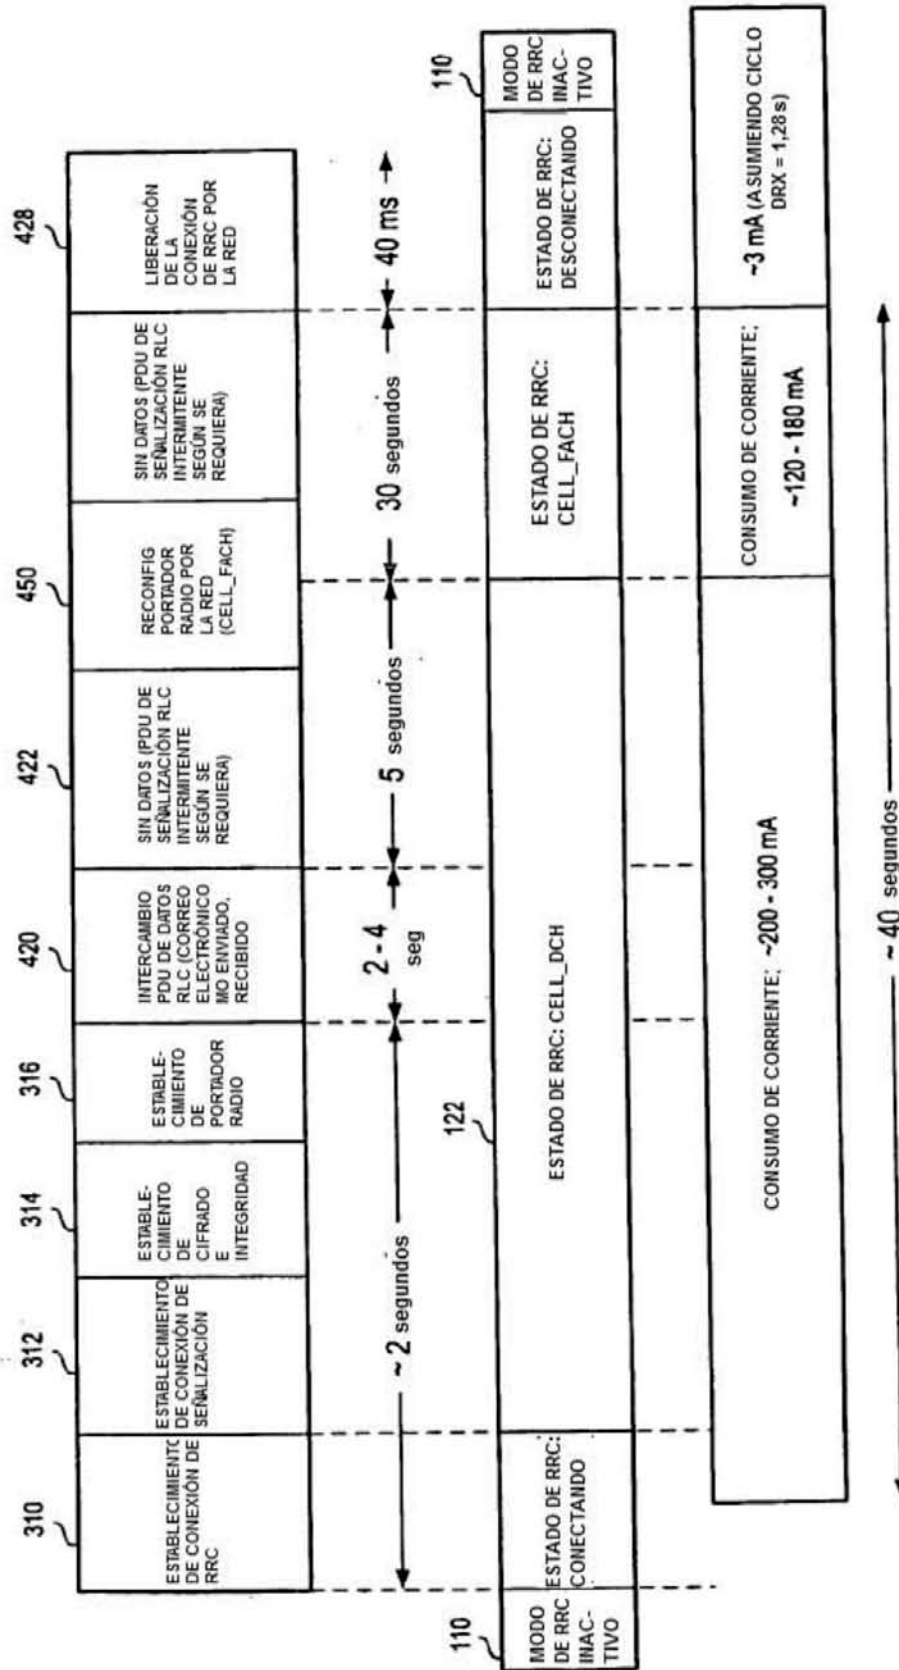 310
312
314
316
420
422
450
428
ESTABLECIMIENTO
DE CONEXIÓN DE
RRC
ESTABLECIMIENTO
DE CONEXIÓN DE
SEÑALIZACIÓN
ESTABLE-
CIMIENTO
DE
CIFRADO
E
INTEGRIDAD
ESTABLE-
CIMIENTO
DE
PORTADOR
RADIO
INTERCAMBIO
PDU DE DATOS
RLC (CORREO
ELECTRÓNICO
MO ENVIADO,
RECIBIDO
SIN DATOS (PDU DE
SEÑALIZACIÓN RLC
INTERMITENTE
SEGÚN SE
REQUIERA)
RECONFIG
PORTADOR
RADIO POR
LA RED
(CELL_FACH)
SIN DATOS (PDU DE
SEÑALIZACIÓN RLC
INTERMITENTE
SEGÚN SE
REQUIERA)
LIBERACIÓN
DE LA
CONEXIÓN
DE RRC POR
LA RED
~2 segundos
2 - 4
seg
5 segundos
30 segundos
40 ms
110
122
110
MODO
DE RRC
INAC-
TIVO
ESTADO DE RRC:
CONECTANDO
ESTADO DE RRC: CELL_DCH
ESTADO DE RRC:
CELL_FACH
ESTADO DE RRC:
DESCONECTANDO
MODO
DE RRC
INAC-
TIVO
CONSUMO DE CORRIENTE; ~200 - 300 mA
CONSUMO DE CORRIENTE;
~120 - 180 mA
~3 mA (ASUMIENDO CICLO
DRX = 1,28 s)
~ 40 segundos